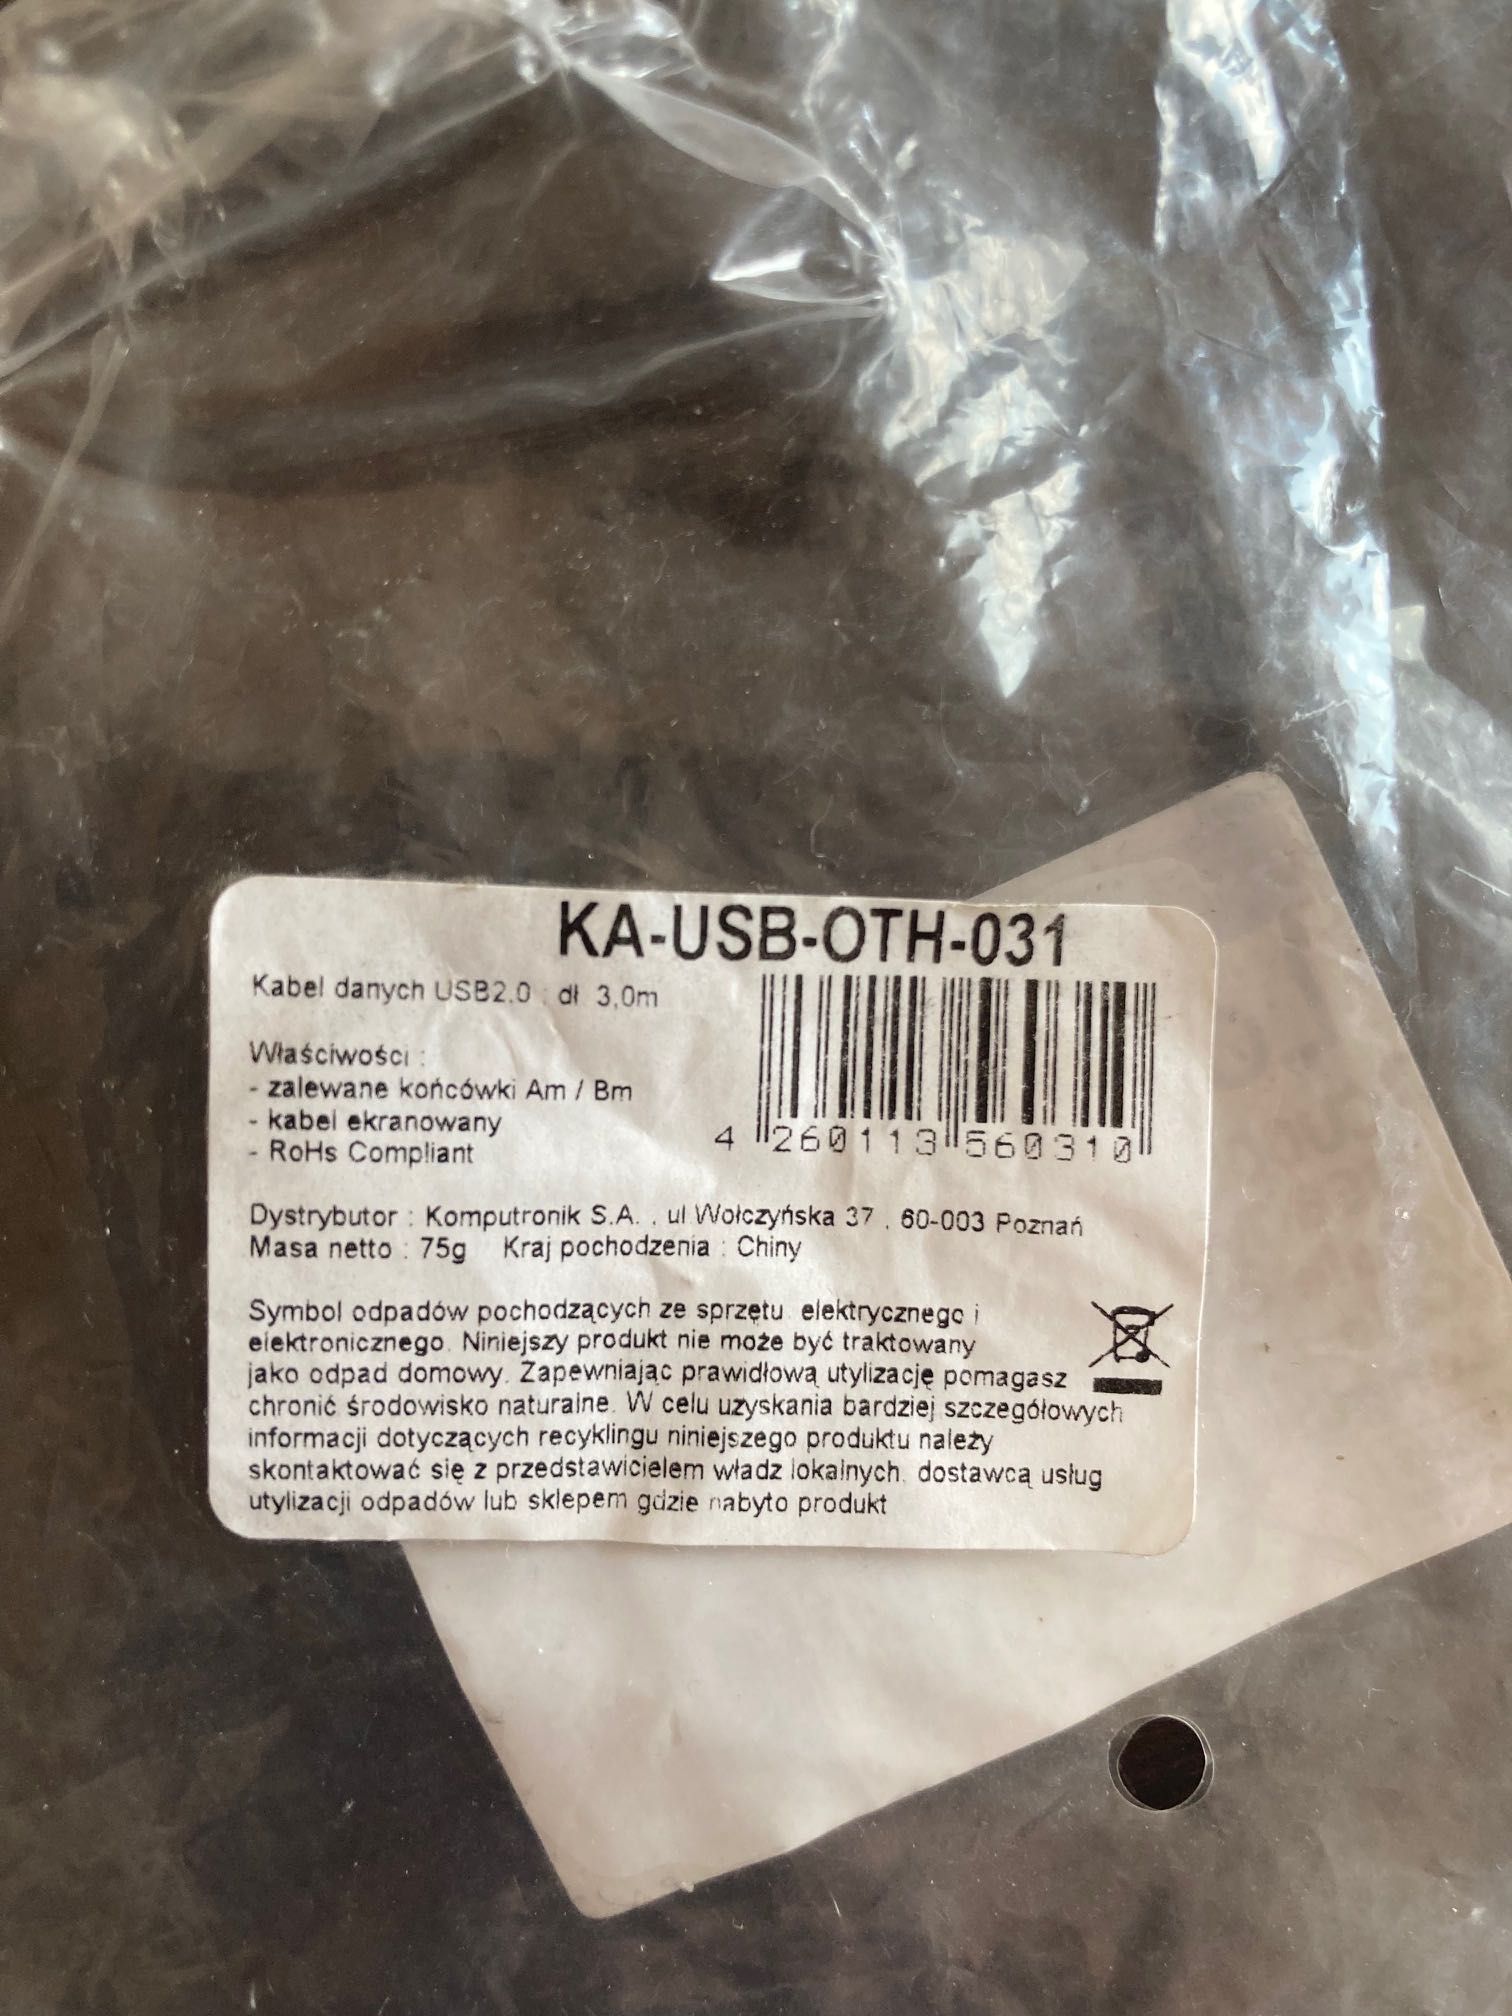 KA-USB-OTH-031
Kabel danych USB2.0 : dł 3,0m
Właściwości :
- zalewane końcówki Am / Bm
- kabel ekranowany
- RoHs Compliant
4 260113 560310
Dystrybutor : Komputronik S.A. , ul Wołczyńska 37 , 60-003 Poznań
Masa netto : 75g Kraj pochodzenia : Chiny
Symbol odpadów pochodzących ze sprzętu elektrycznego i
elektronicznego. Niniejszy produkt nie może być traktowany
jako odpad domowy. Zapewniając prawidłową utylizację pomagasz
chronić środowisko naturalne. W celu uzyskania bardziej szczegółowych
informacji dotyczących recyklingu niniejszego produktu należy
skontaktować się z przedstawicielem władz lokalnych, dostawcą usług
utylizacji odpadów lub sklepem gdzie nabyto produkt